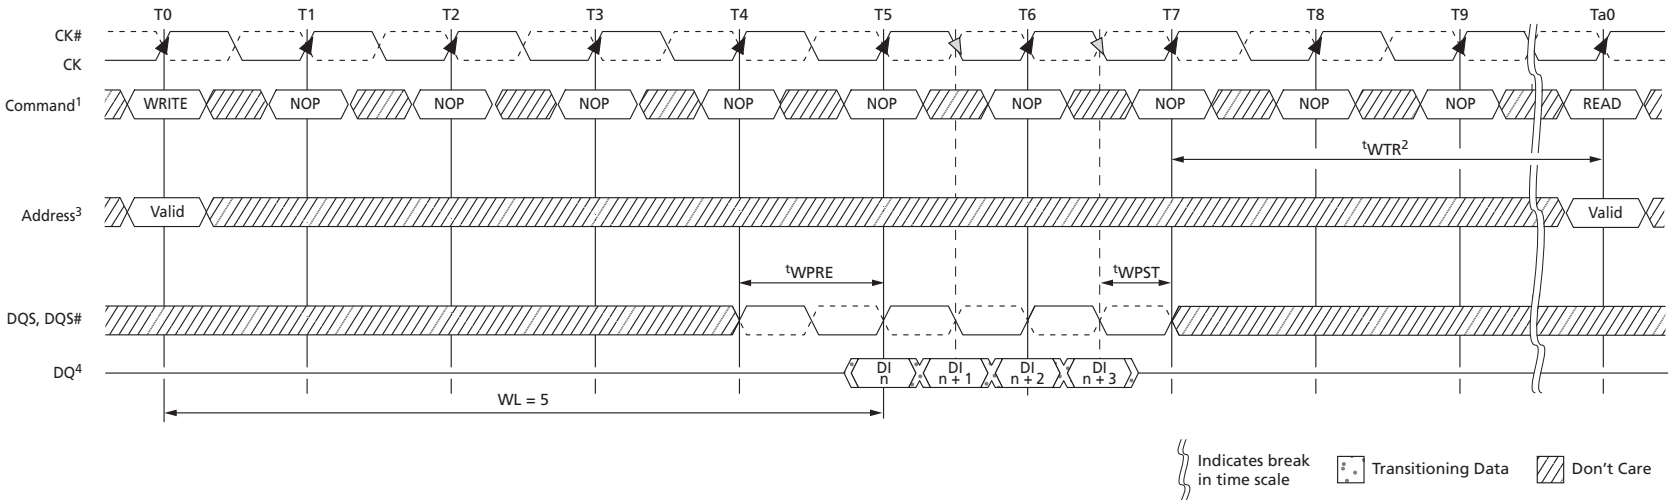 T0 T1 T2 T3 T4 T5 T6 T7 T8 T9 Ta0
CK#
CK
Command1 WRITE NOP NOP NOP NOP NOP NOP NOP NOP NOP READ
tWTR2
Address3 Valid Valid
tWPRE tWPST
DQS, DQS#
DQ4 DI n DI n + 1 DI n + 2 DI n + 3
WL = 5
Indicates break
in time scale
Transitioning Data
Don't Care